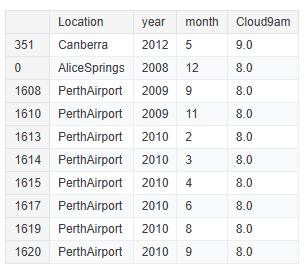 Location year month Cloud9am
351 Canberra 2012 5 9.0
0 AliceSprings 2008 12 8.0
1608 PerthAirport 2009 9 8.0
1610 PerthAirport 2009 11 8.0
1613 PerthAirport 2010 2 8.0
1614 PerthAirport 2010 3 8.0
1615 PerthAirport 2010 4 8.0
1617 PerthAirport 2010 6 8.0
1619 PerthAirport 2010 8 8.0
1620 PerthAirport 2010 9 8.0